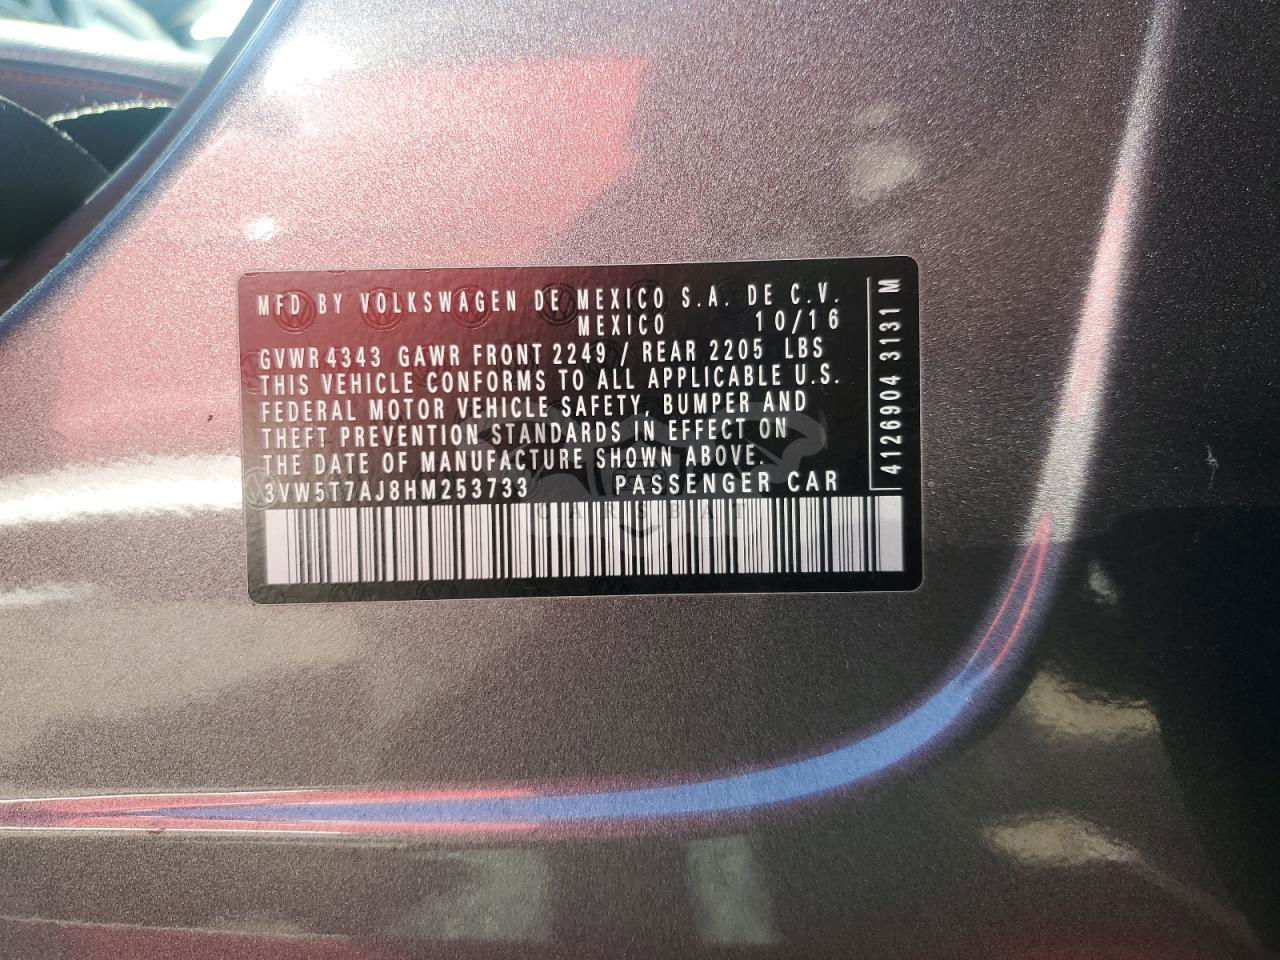 MFD BY VOLKSWAGEN DE MEXICO S.A. DE C.V.
MEXICO 10/16
GVWR 4343 GAWR FRONT 2249 / REAR 2205 LBS
THIS VEHICLE CONFORMS TO ALL APPLICABLE U.S.
FEDERAL MOTOR VEHICLE SAFETY, BUMPER AND
THEFT PREVENTION STANDARDS IN EFFECT ON
THE DATE OF MANUFACTURE SHOWN ABOVE.
3VW5T7AJ8HM253733 PASSENGER CAR
4126904 3131 M
CARSBAT